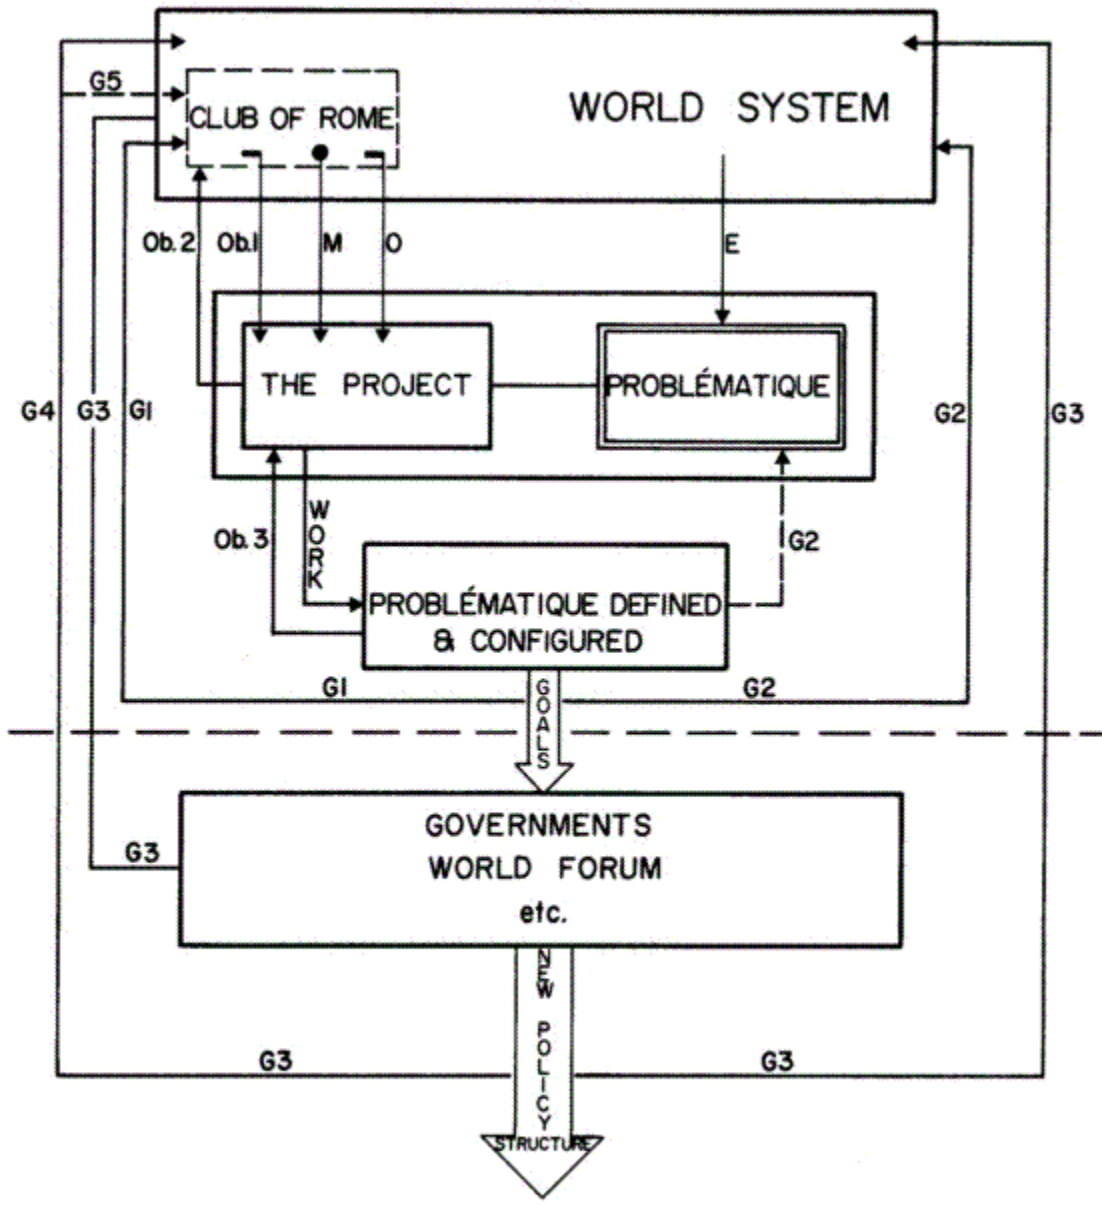 G5
CLUB OF ROME
WORLD SYSTEM
Ob.2
Ob.1
M
O
E
THE PROJECT
PROBLÉMATIQUE
G4
G3
G1
G2
G3
Ob.3
WORK
G2
PROBLÉMATIQUE DEFINED
& CONFIGURED
G1
GOALS
G2
GOVERNMENTS
WORLD FORUM
etc.
G3
NEW POLICY
STRUCTURE
G3
G3